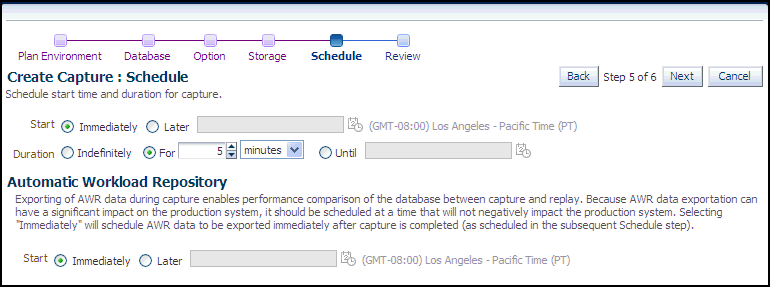 Plan Environment Database Option Storage Schedule Review
Create Capture : Schedule
Back Step 5 of 6 Next Cancel
Schedule start time and duration for capture.
Start Immediately Later (GMT-08:00) Los Angeles - Pacific Time (PT)
Duration Indefinitely For 5 minutes Until
Automatic Workload Repository
Exporting of AWR data during capture enables performance comparison of the database between capture and replay. Because AWR data exportation can
have a significant impact on the production system, it should be scheduled at a time that will not negatively impact the production system. Selecting
"Immediately" will schedule AWR data to be exported immediately after capture is completed (as scheduled in the subsequent Schedule step).
Start Immediately Later (GMT-08:00) Los Angeles - Pacific Time (PT)